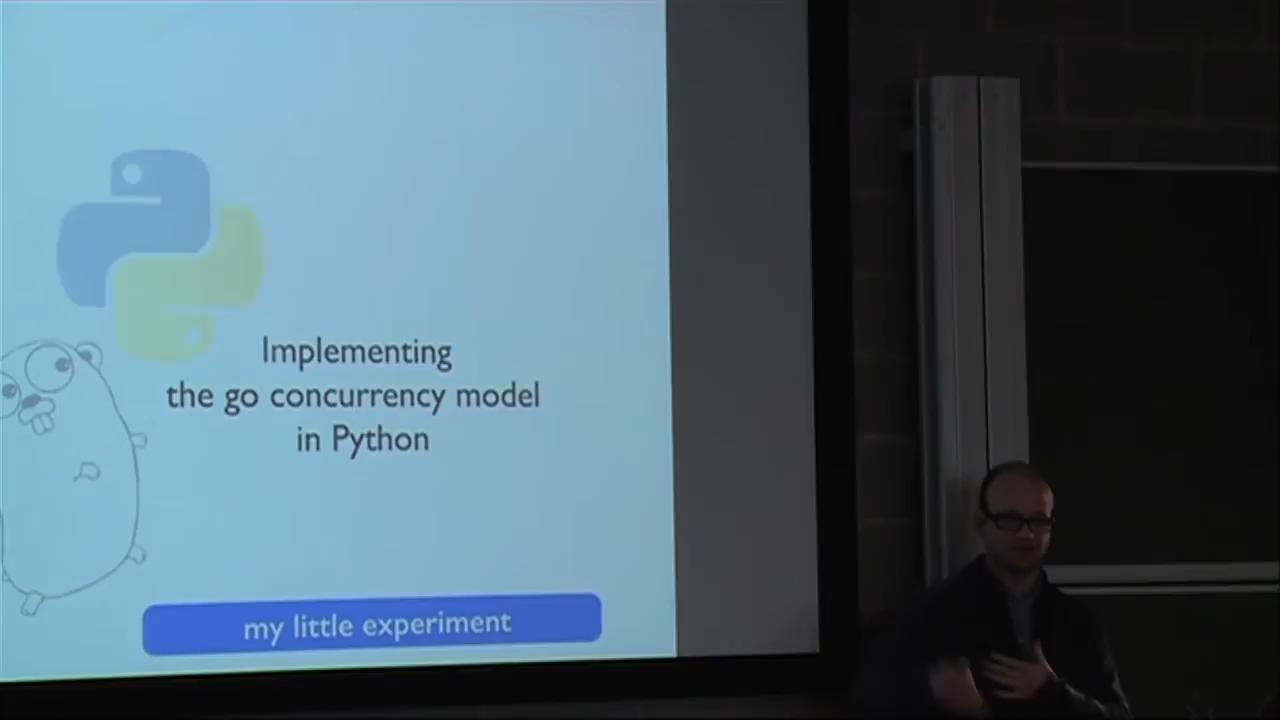 Implementing
the go concurrency model
in Python
my little experiment